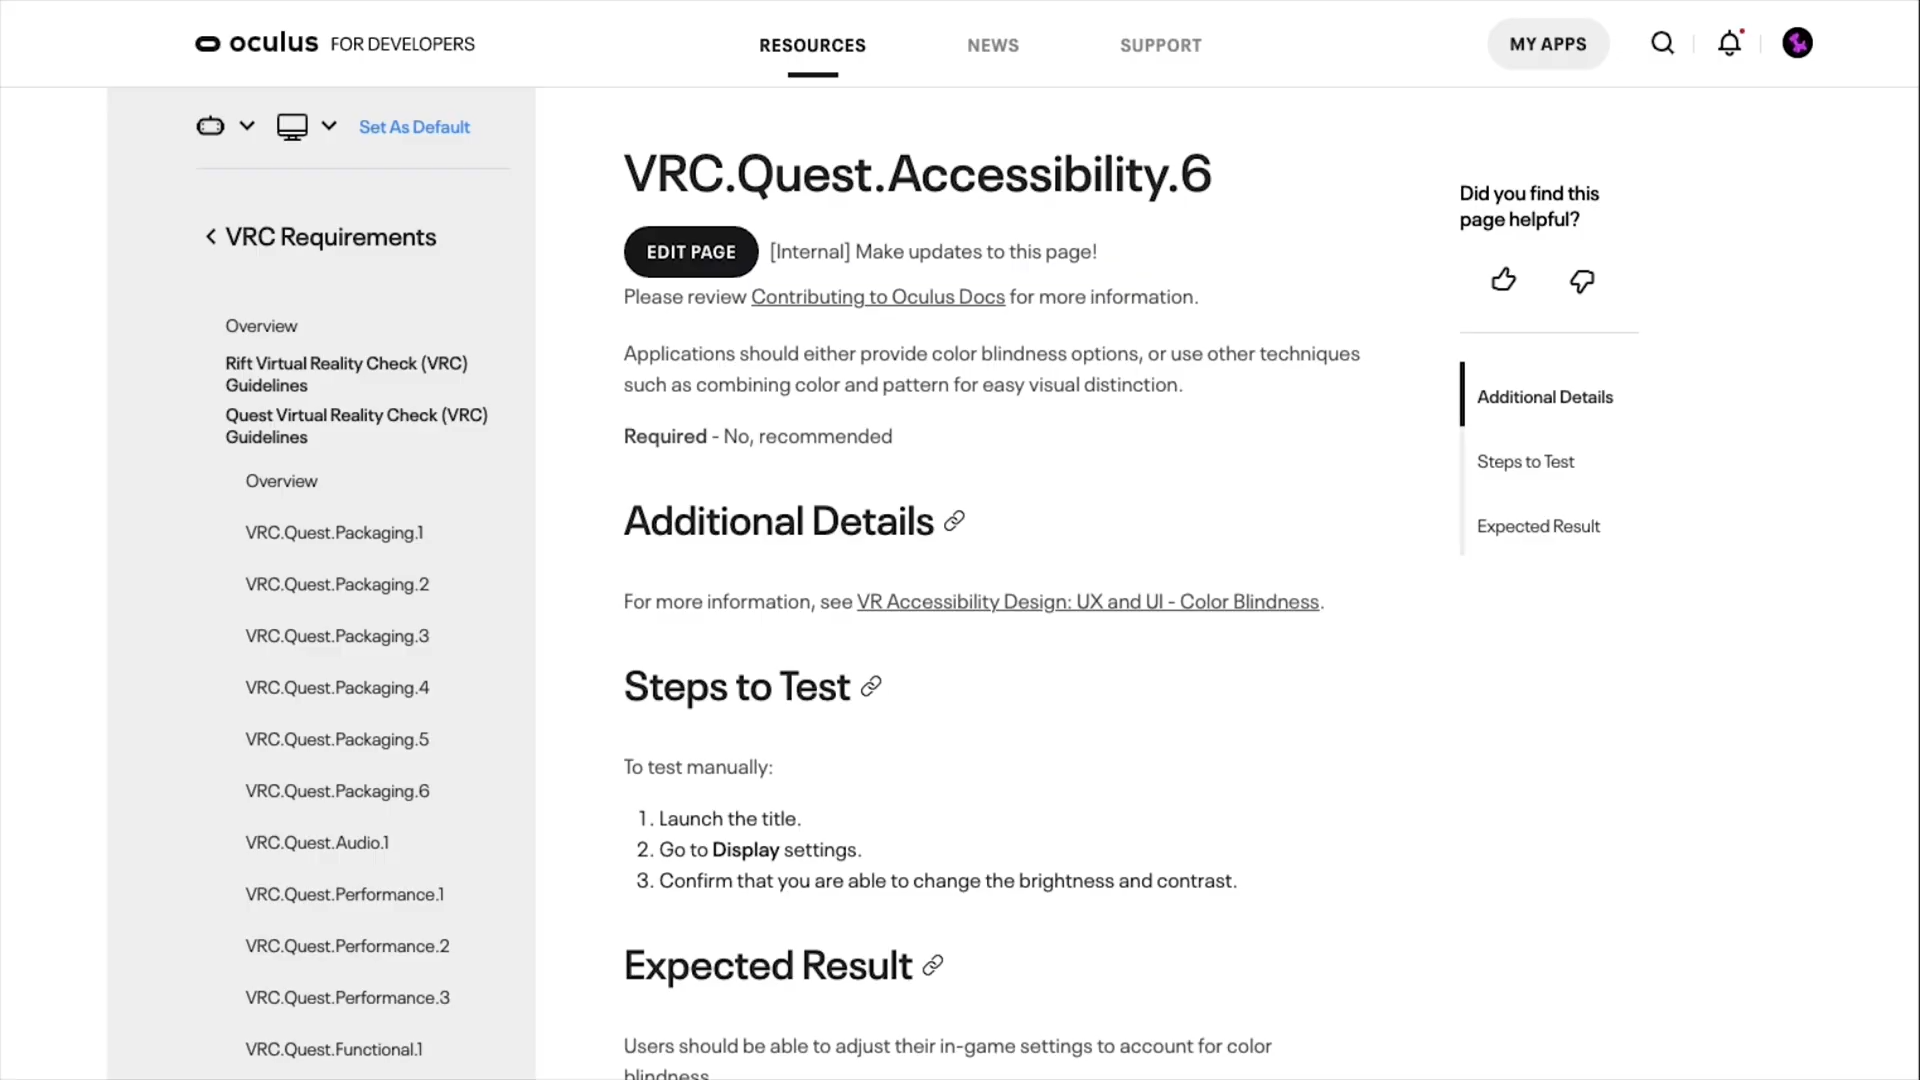 oculus FOR DEVELOPERS
RESOURCES
NEWS
SUPPORT
MY APPS
Set As Default
VRC Requirements
Overview
Rift Virtual Reality Check (VRC)
Guidelines
Quest Virtual Reality Check (VRC)
Guidelines
Overview
VRC.Quest.Packaging.1
VRC.Quest.Packaging.2
VRC.Quest.Packaging.3
VRC.Quest.Packaging.4
VRC.Quest.Packaging.5
VRC.Quest.Packaging.6
VRC.Quest.Audio.1
VRC.Quest.Performance.1
VRC.Quest.Performance.2
VRC.Quest.Performance.3
VRC.Quest.Functional.1
VRC.Quest.Accessibility.6
EDIT PAGE [Internal] Make updates to this page!
Please review Contributing to Oculus Docs for more information.
Applications should either provide color blindness options, or use other techniques
such as combining color and pattern for easy visual distinction.
Required - No, recommended
Additional Details
For more information, see VR Accessibility Design: UX and UI - Color Blindness.
Steps to Test
To test manually:
1. Launch the title.
2. Go to Display settings.
3. Confirm that you are able to change the brightness and contrast.
Expected Result
Users should be able to adjust their in-game settings to account for color
blindness.
Did you find this
page helpful?
Additional Details
Steps to Test
Expected Result